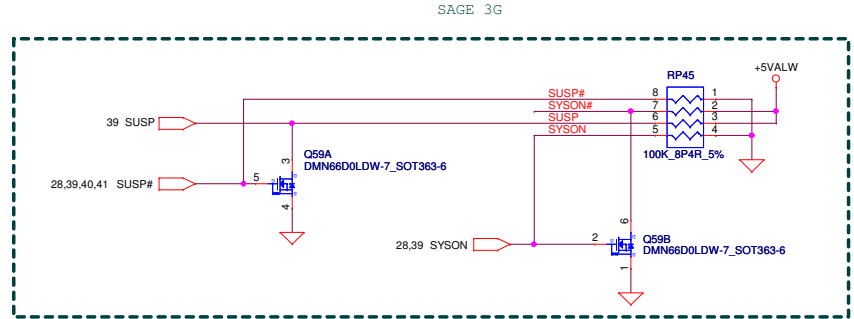 SAGE 3G
+5VALW
RP45
SUSP# 8 1
SYSON# 7 2
39 SUSP SUSP 6 3
SYSON 5 4
100K_8P4R_5%
3 Q59A
DMN66D0LDW-7_SOT363-6
28,39,40,41 SUSP# 5
4
6
28,39 SYSON 2 Q59B
DMN66D0LDW-7_SOT363-6
1